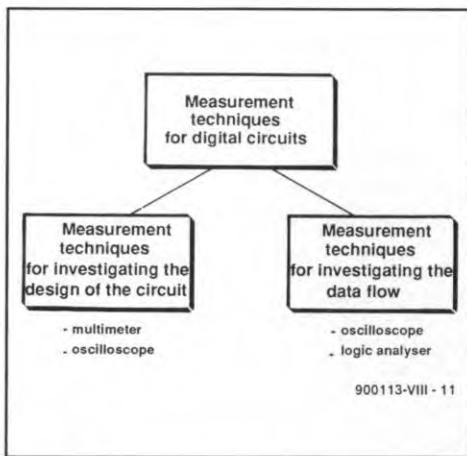 Measurement
techniques
for digital circuits
Measurement
techniques
for investigating the
design of the circuit
- multimeter
- oscilloscope
Measurement
techniques
for investigating the
data flow
- oscilloscope
- logic analyser
900113-VIII - 11